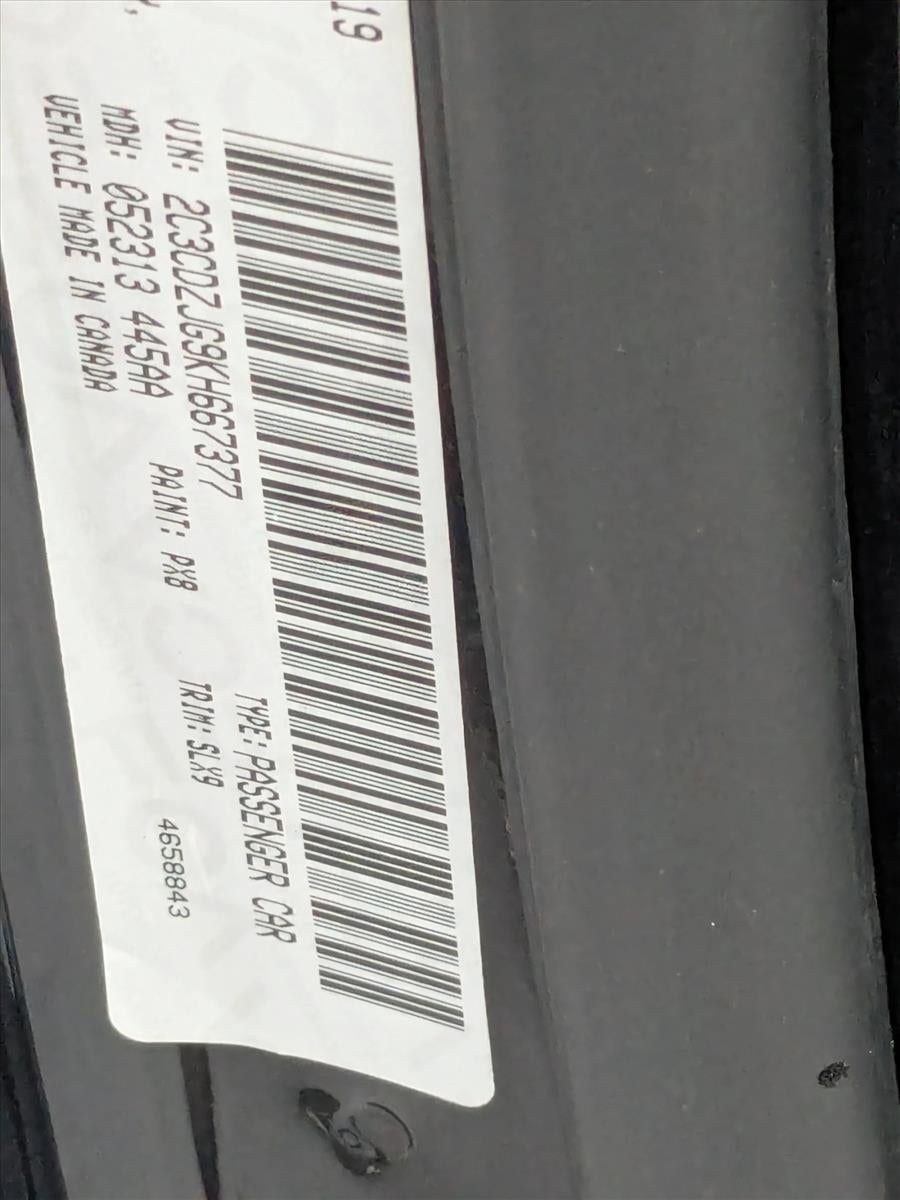 19
VIN: 2C3CDZJG9KH667377 TYPE: PASSENGER CAR
MDH: 052313 445AA PAINT: PX8 TRIM: SLX9
VEHICLE MADE IN CANADA 4658843